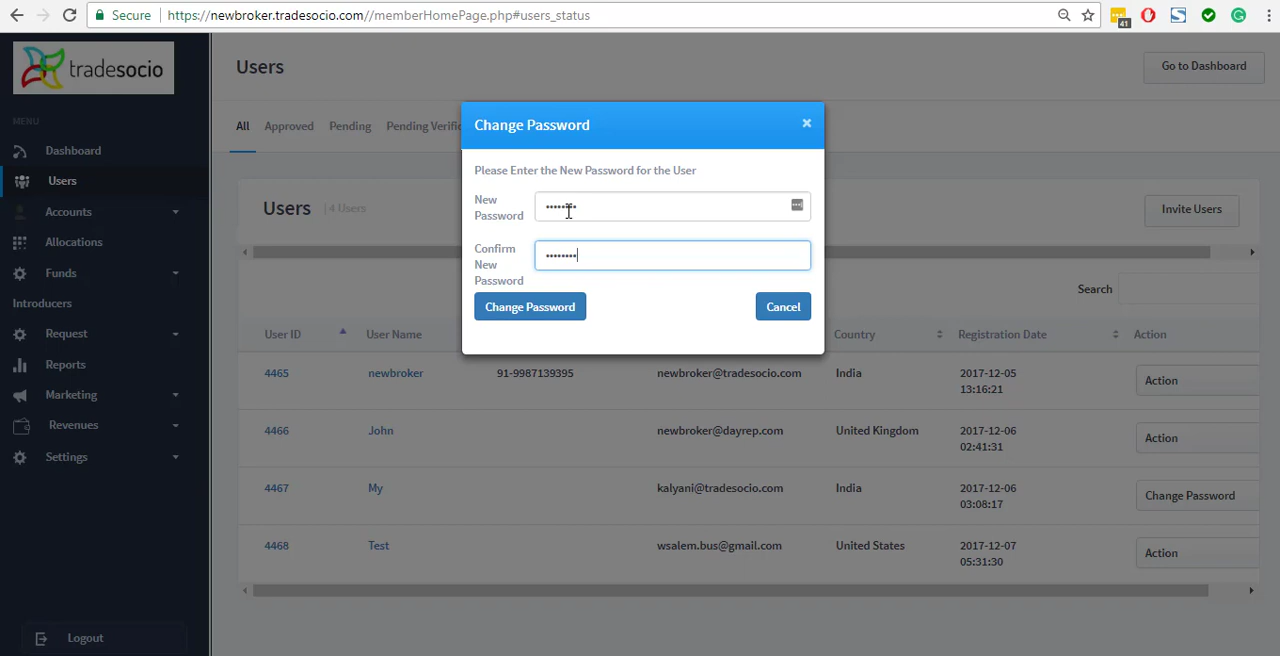 Secure https://newbroker.tradesocio.com//memberHomePage.php#users_status
41
tradesocio
Users
Go to Dashboard
MENU
All Approved Pending Pending Verific
Change Password ×
Dashboard
Users
Accounts
Allocations
Funds
Introducers
Request
Reports
Marketing
Revenues
Settings
Logout
Please Enter the New Password for the User
New
Password
••••••••
Confirm
New
Password
••••••••
Change Password Cancel
Users | 4 Users
Invite Users
Search
User ID User Name Country Registration Date Action
4465 newbroker 91-9987139395 newbroker@tradesocio.com India 2017-12-05 Action
13:16:21
4466 John newbroker@dayrep.com United Kingdom 2017-12-06 Action
02:41:31
4467 My kalyani@tradesocio.com India 2017-12-06 Change Password
03:08:17
4468 Test wsalem.bus@gmail.com United States 2017-12-07 Action
05:31:30